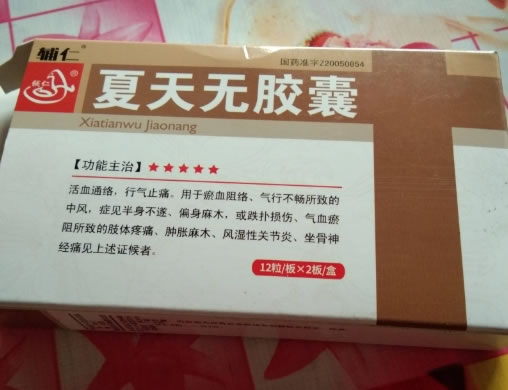 辅仁®
国药准字Z20050854
辅仁®
夏天无胶囊
Xiatianwu Jiaonang
【功能主治】★★★★★
活血通络，行气止痛。用于瘀血阻络、气行不畅所致的
中风，症见半身不遂、偏身麻木，或跌扑损伤、气血瘀
阻所致的肢体疼痛、肿胀麻木、风湿性关节炎、坐骨神
经痛见上述证候者。
12粒/板×2板/盒